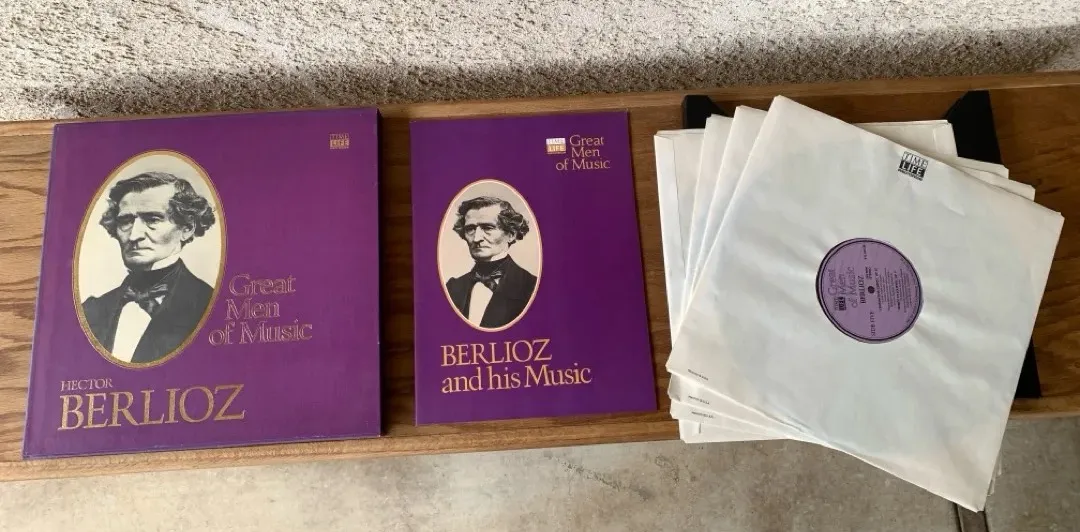 TIME
LIFE
Great
Men
of Music
HECTOR
BERLIOZ
TIME
LIFE
Great
Men
of Music
BERLIOZ
and his Music
TIME
LIFE
Great
Men
of Music
BERLIOZ